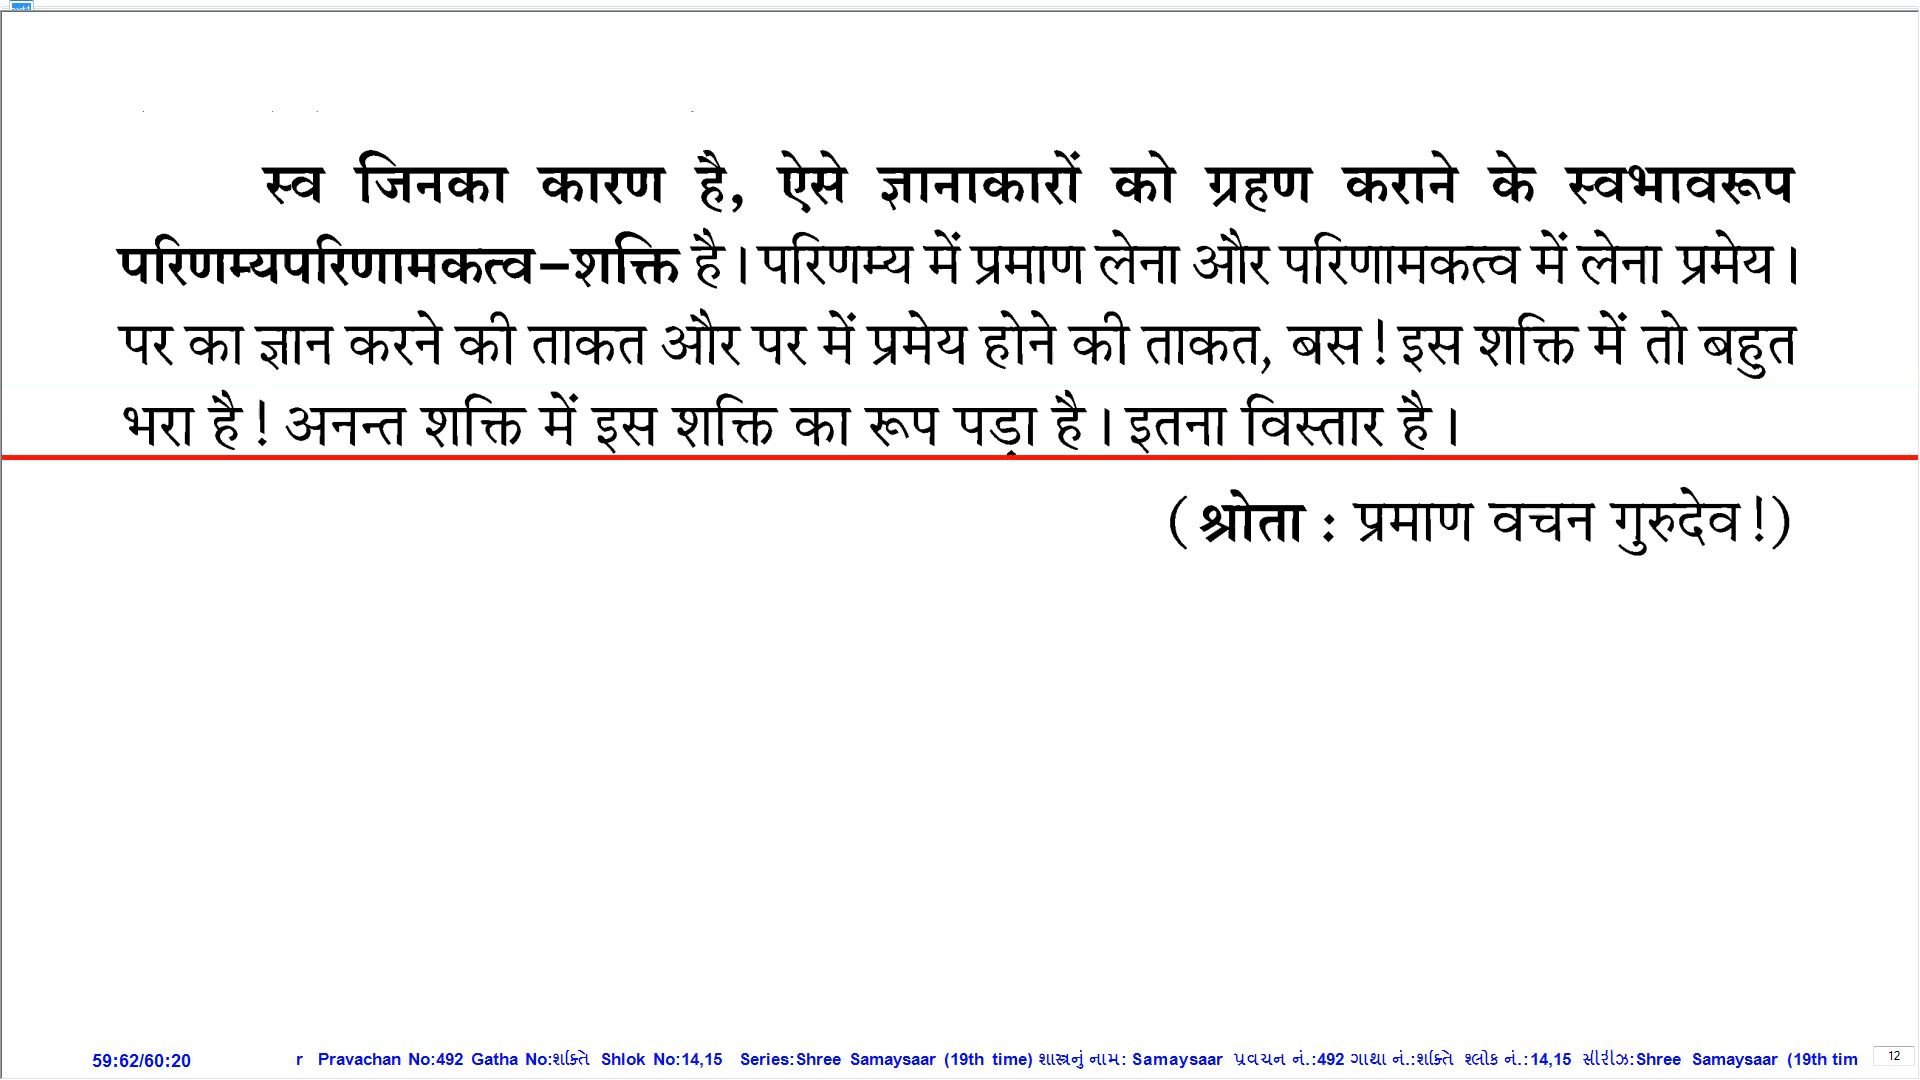 स्व जिनका कारण है, ऐसे ज्ञानाकारों को ग्रहण कराने के स्वभावरूप
परिणम्यपरिणामकत्व-शक्ति है। परिणम्य में प्रमाण लेना और परिणामकत्व में लेना प्रमेय।
पर का ज्ञान करने की ताकत और पर में प्रमेय होने की ताकत, बस! इस शक्ति में तो बहुत
भरा है! अनन्त शक्ति में इस शक्ति का रूप पड़ा है। इतना विस्तार है।
(श्रोता : प्रमाण वचन गुरुदेव!)
59:62/60:20 r Pravachan No:492 Gatha No:શક્તિ Shlok No:14,15 Series:Shree Samaysaar (19th time) શાસ્ત્રનું નામ: Samaysaar પ્રવચન નં.:492 ગાથા નં.:શક્તિ શ્લોક નં.:14,15 સીરીઝ:Shree Samaysaar (19th tim 12